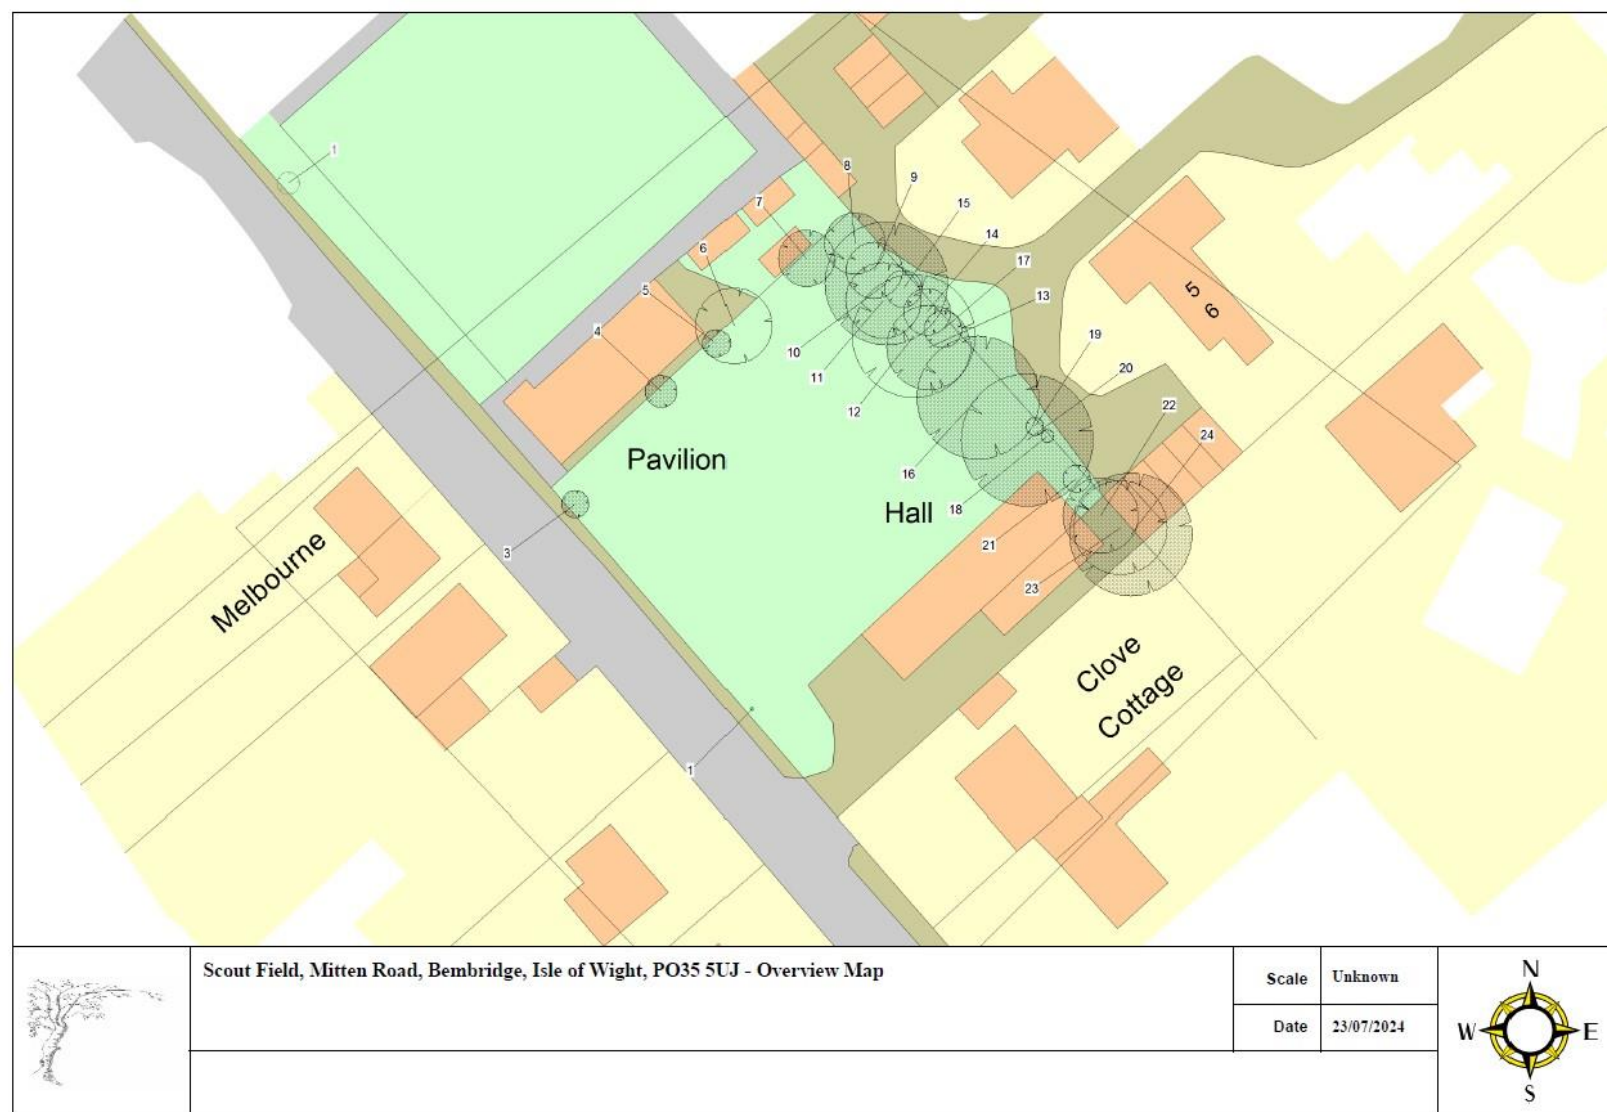 1
8
9
7
15
14
6
17
5
13
4
19
10
20
11
12
22
24
Pavilion
16
Hall
18
21
3
Melbourne
23
5
6
Clove
Cottage
1
Scout Field, Mitten Road, Bembridge, Isle of Wight, PO35 5UJ - Overview Map
Scale Unknown
Date 23/07/2024
N
W E
S